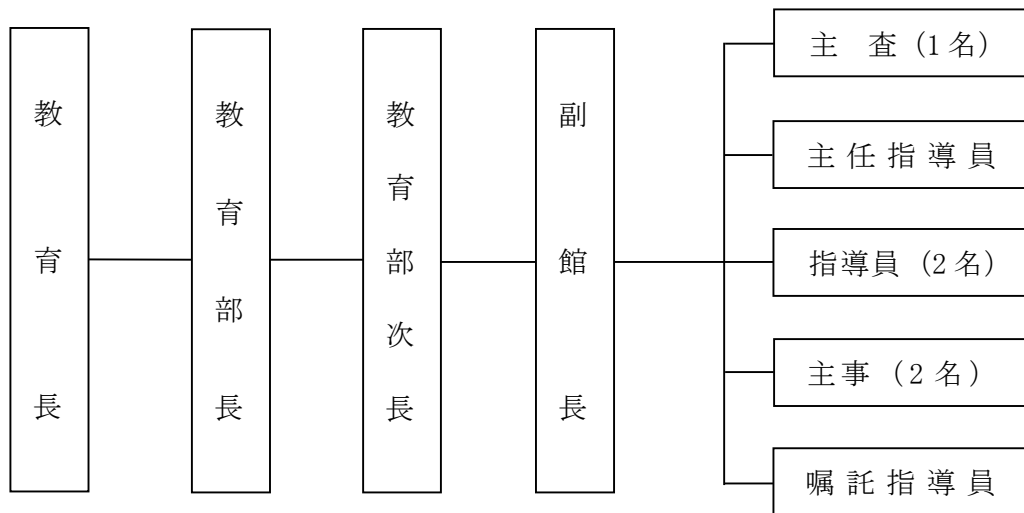 教育長
教育部長
教育部次長
副館長
主　査（1名）
主任指導員
指導員（2名）
主事（2名）
嘱託指導員